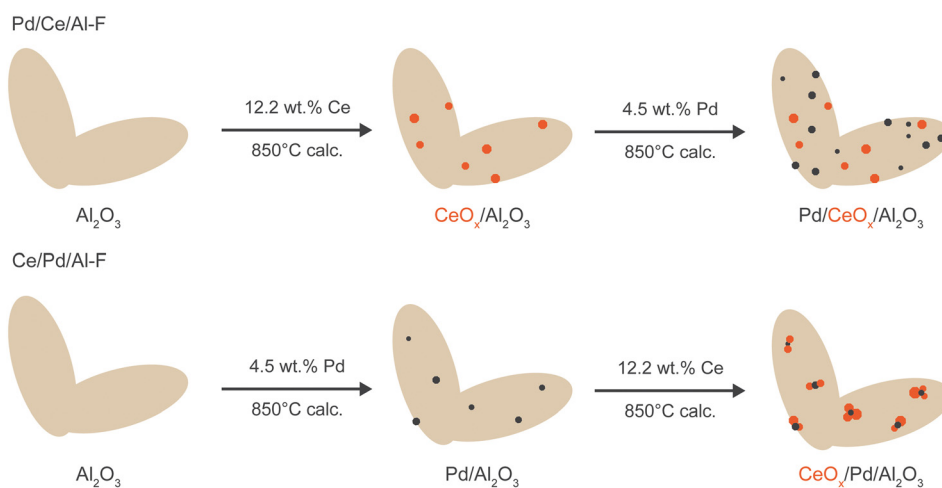 Pd/Ce/Al-F
12.2 wt.% Ce
850°C calc.
4.5 wt.% Pd
850°C calc.
Al₂O₃
CeOₓ/Al₂O₃
Pd/CeOₓ/Al₂O₃
Ce/Pd/Al-F
4.5 wt.% Pd
850°C calc.
12.2 wt.% Ce
850°C calc.
Al₂O₃
Pd/Al₂O₃
CeOₓ/Pd/Al₂O₃